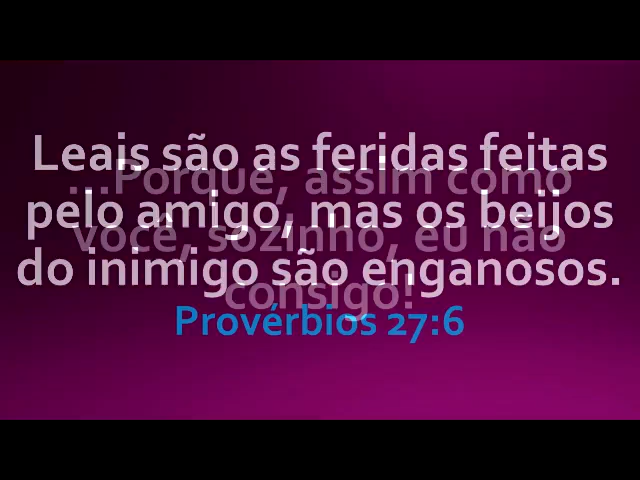 Leais são as feridas feitas
pelo amigo, mas os beijos
do inimigo são enganosos.
Provérbios 27:6
...Porque, assim como
você, sozinho, eu não
consigo!